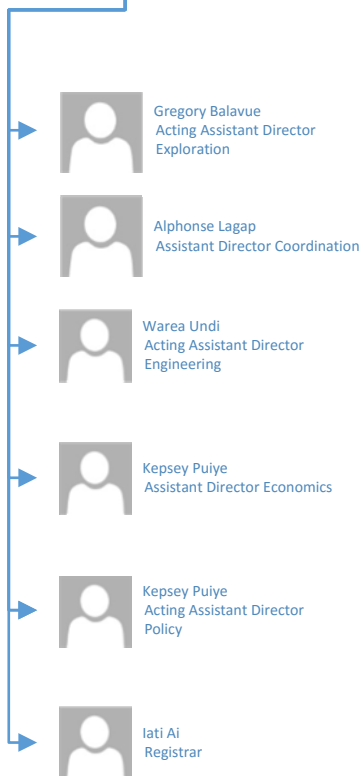 Gregory Balavue
Acting Assistant Director
Exploration
Alphonse Lagap
Assistant Director Coordination
Warea Undi
Acting Assistant Director
Engineering
Kepsey Puiye
Assistant Director Economics
Kepsey Puiye
Acting Assistant Director
Policy
Iati Ai
Registrar